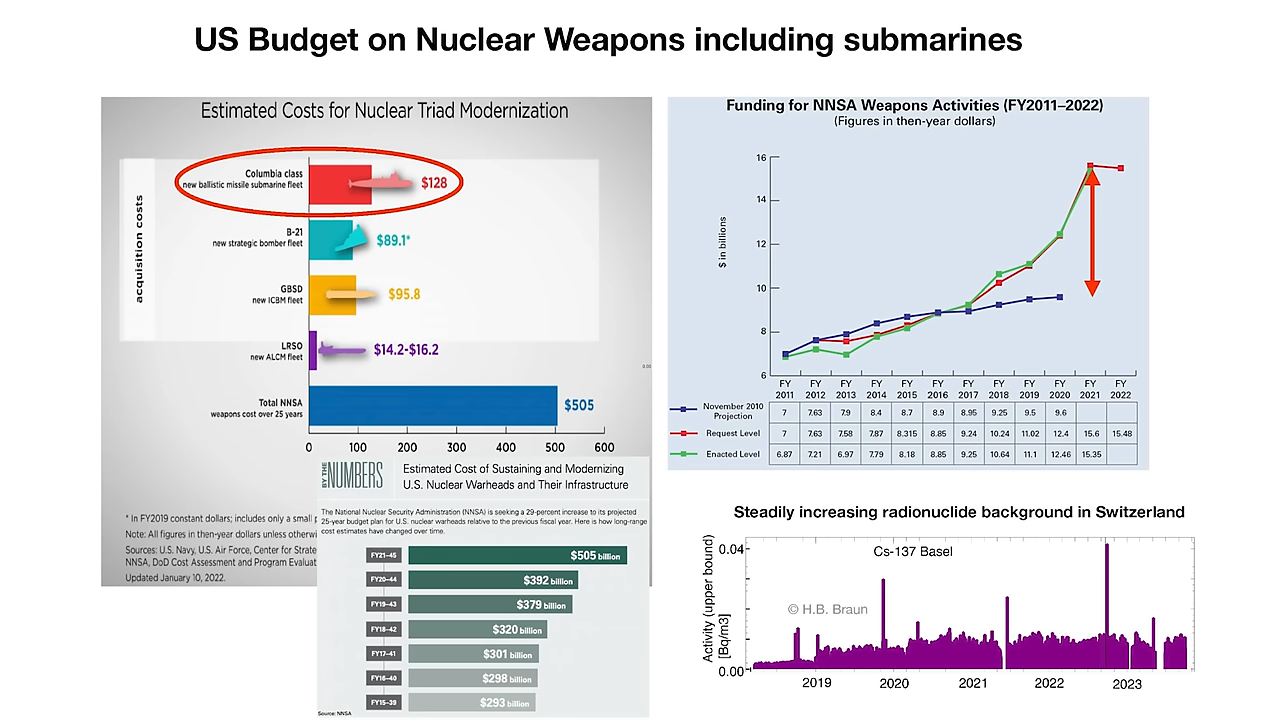 US Budget on Nuclear Weapons including submarines
Estimated Costs for Nuclear Triad Modernization
acquisition costs
Columbia class
new ballistic missile submarine fleet
$128
B-21
new strategic bomber fleet
$89.1*
GBSD
new ICBM fleet
$95.8
LRSO
new ALCM fleet
$14.2-$16.2
Total NNSA
weapons cost over 25 years
$505
0 100 200 300 400 500 600
0.00
* In FY2019 constant dollars; includes only a small p
Note: All figures in then-year dollars unless otherwi
Sources: U.S. Navy, U.S. Air Force, Center for Strate
NNSA, DoD Cost Assessment and Program Evaluat
Updated January 10, 2022.
BY THE NUMBERS
Estimated Cost of Sustaining and Modernizing
U.S. Nuclear Warheads and Their Infrastructure
The National Nuclear Security Administration (NNSA) is seeking a 29-percent increase to its projected
25-year budget plan for U.S. nuclear warheads relative to the previous fiscal year. Here is how long-range
cost estimates have changed over time.
FY21–45 $505 billion
FY20–44 $392 billion
FY19–43 $379 billion
FY18–42 $320 billion
FY17–41 $301 billion
FY16–40 $298 billion
FY15–39 $293 billion
Source: NNSA
Funding for NNSA Weapons Activities (FY2011–2022)
(Figures in then-year dollars)
$ in billions
16
14
12
10
8
6
FY FY FY FY FY FY FY FY FY FY FY FY
2011 2012 2013 2014 2015 2016 2017 2018 2019 2020 2021 2022
November 2010
Projection
7 7.63 7.9 8.4 8.7 8.9 8.95 9.25 9.5 9.6
Request Level 7 7.63 7.58 7.87 8.315 8.85 9.24 10.24 11.02 12.4 15.6 15.48
Enacted Level 6.87 7.21 6.97 7.79 8.18 8.85 9.25 10.64 11.1 12.46 15.35
Steadily increasing radionuclide background in Switzerland
Activity (upper bound)
[Bq/m3]
0.04
0.00
Cs-137 Basel
© H.B. Braun
2019 2020 2021 2022 2023